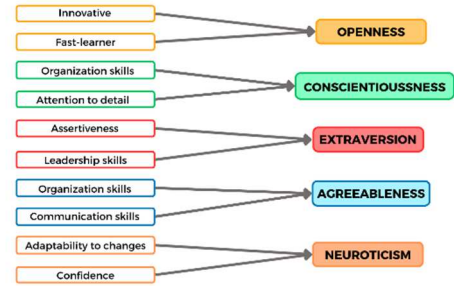 Innovative
Fast-learner
OPENNESS
Organization skills
Attention to detail
CONSCIENTIOUSSNESS
Assertiveness
Leadership skills
EXTRAVERSION
Organization skills
Communication skills
AGREEABLENESS
Adaptability to changes
Confidence
NEUROTICISM